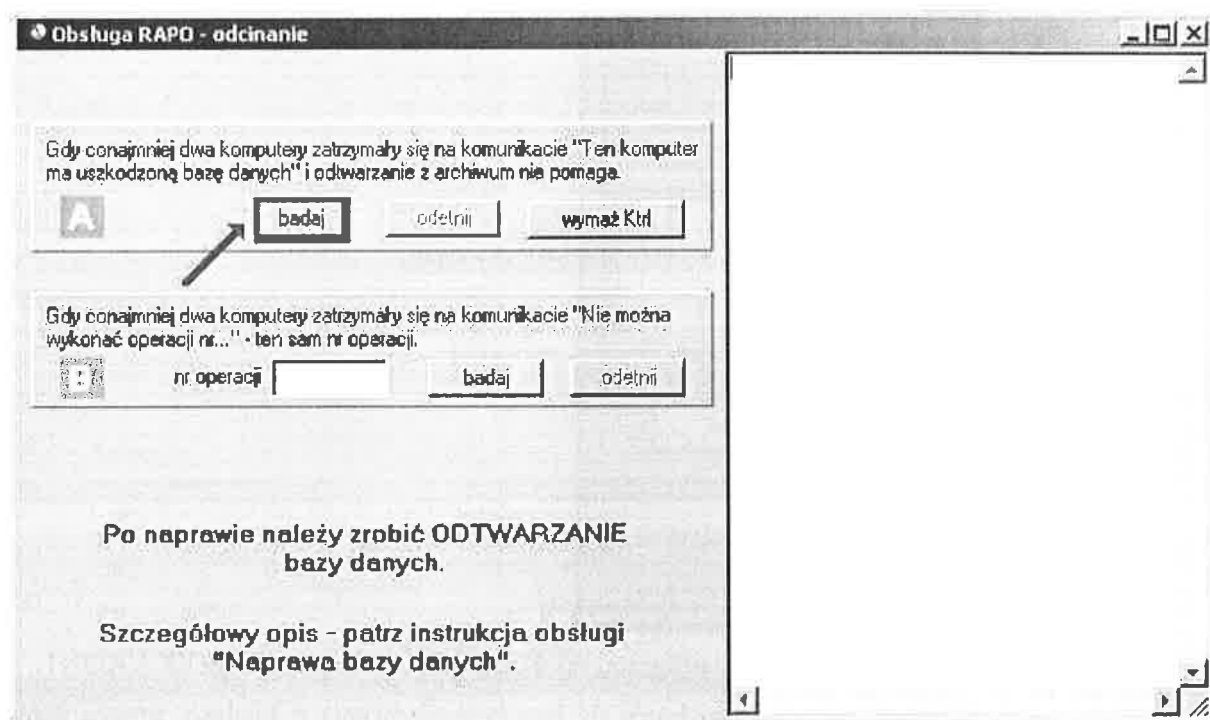 Obsługa RAPO - odcinanie
Gdy conajmniej dwa komputery zatrzymały się na komunikacie "Ten komputer
ma uszkodzoną bazę danych" i odtwarzanie z archiwum nie pomaga.
A
badaj
odetnij
wymaż Ktrl
Gdy conajmniej dwa komputery zatrzymały się na komunikacie "Nie można
wykonać operacji nr..." - ten sam nr operacji.
B
nr operacji
badaj
odetnij
Po naprawie należy zrobić ODTWARZANIE
bazy danych.
Szczegółowy opis - patrz instrukcja obsługi
"Naprawa bazy danych".